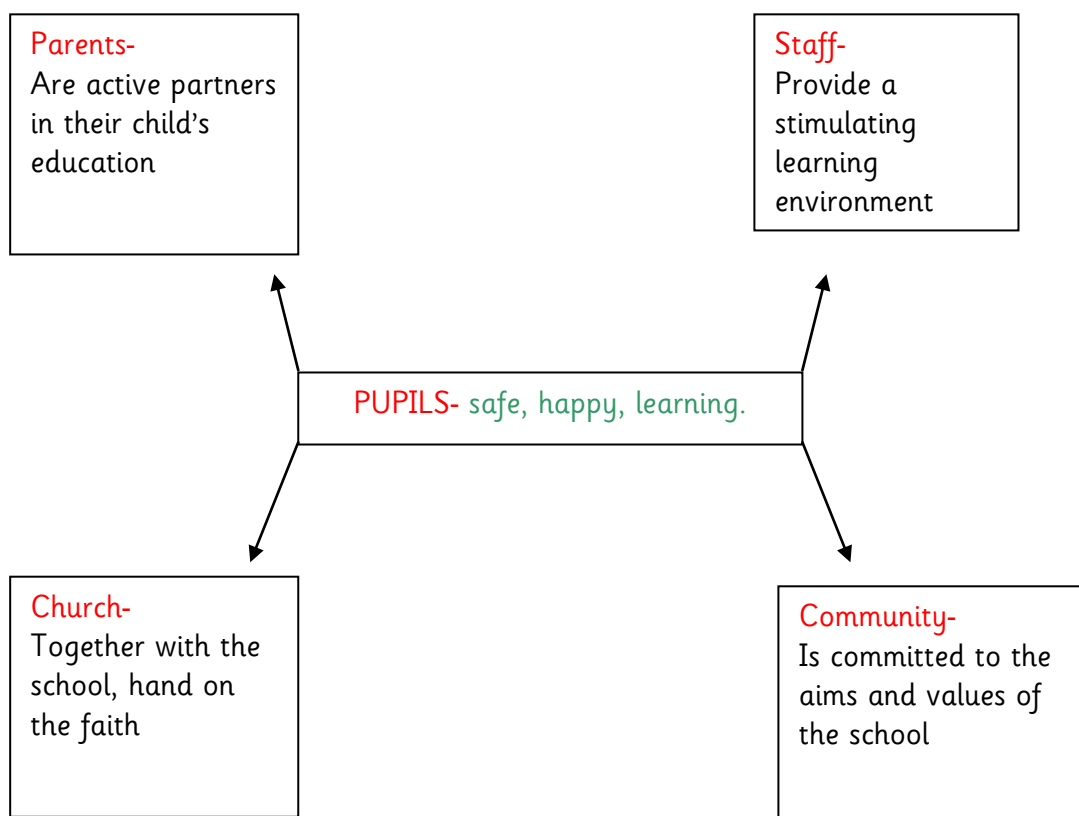 Parents-
Are active partners
in their child's
education
Staff-
Provide a
stimulating
learning
environment
PUPILS- safe, happy, learning.
Church-
Together with the
school, hand on
the faith
Community-
Is committed to the
aims and values of
the school